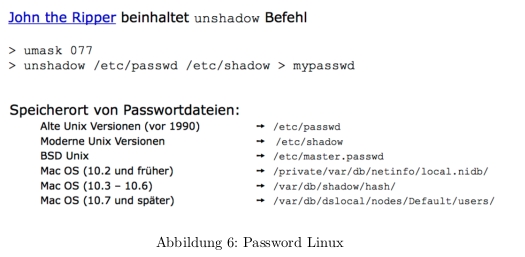 John the Ripper beinhaltet unshadow Befehl
> umask 077
> unshadow /etc/passwd /etc/shadow > mypasswd
Speicherort von Passwortdateien:
Alte Unix Versionen (vor 1990) → /etc/passwd
Moderne Unix Versionen → /etc/shadow
BSD Unix → /etc/master.passwd
Mac OS (10.2 und früher) → /private/var/db/netinfo/local.nidb/
Mac OS (10.3 – 10.6) → /var/db/shadow/hash/
Mac OS (10.7 und später) → /var/db/dslocal/nodes/Default/users/
Abbildung 6: Password Linux